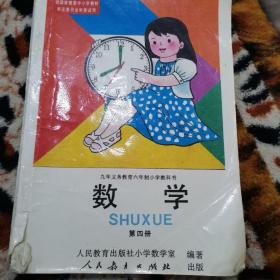 九年义务教育六年制小学教科书
数学
SHUXUE
第四册
人民教育出版社小学数学室 编著
人民教育出版社 出版